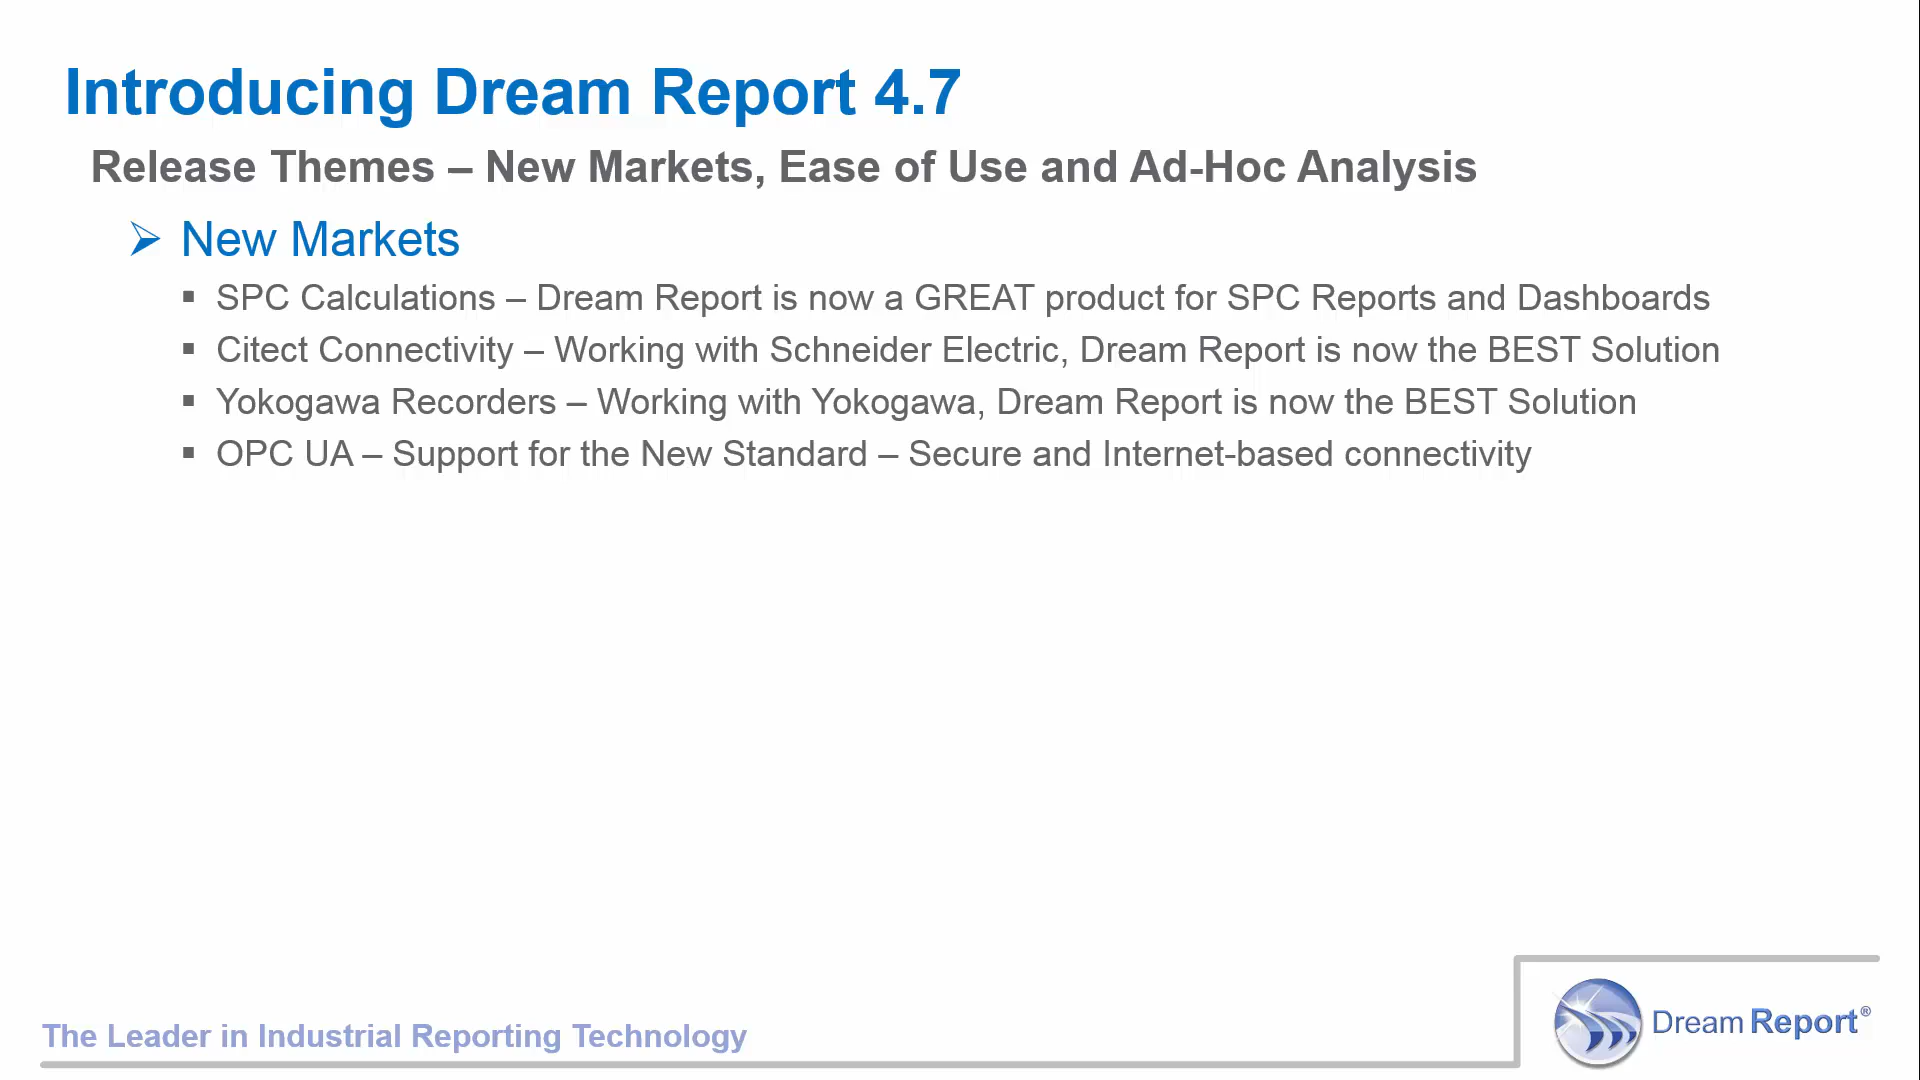 Introducing Dream Report 4.7
Release Themes – New Markets, Ease of Use and Ad-Hoc Analysis
➢ New Markets
▪ SPC Calculations – Dream Report is now a GREAT product for SPC Reports and Dashboards
▪ Citect Connectivity – Working with Schneider Electric, Dream Report is now the BEST Solution
▪ Yokogawa Recorders – Working with Yokogawa, Dream Report is now the BEST Solution
▪ OPC UA – Support for the New Standard – Secure and Internet-based connectivity
The Leader in Industrial Reporting Technology
Dream Report®